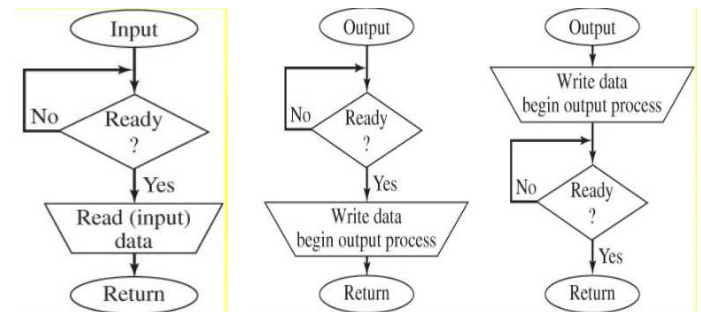 Input
No
Ready
?
Yes
Read (input)
data
Return
Output
No
Ready
?
Yes
Write data
begin output process
Return
Output
Write data
begin output process
No
Ready
?
Yes
Return